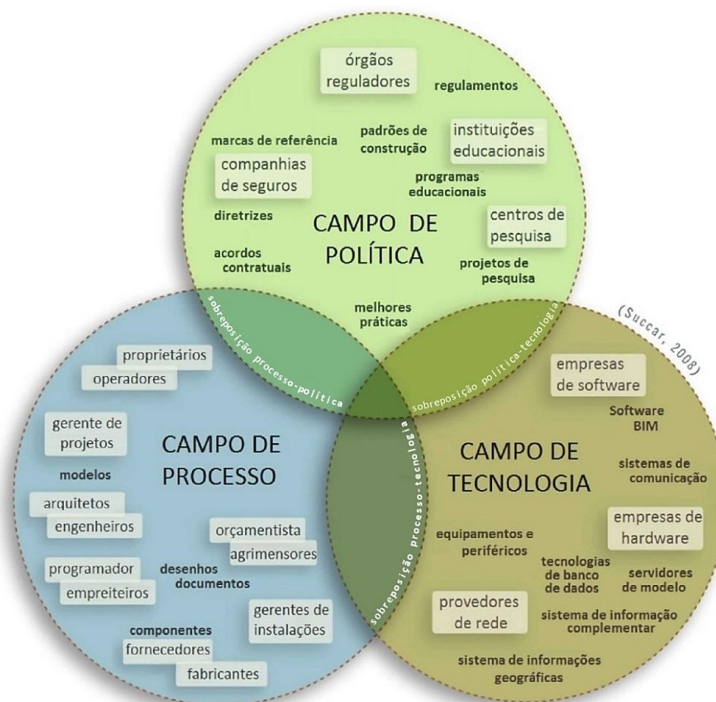 órgãos
reguladores
regulamentos
marcas de referência
padrões de
construção
instituições
educacionais
companhias
de seguros
programas
educacionais
diretrizes
CAMPO DE
POLÍTICA
centros de
pesquisa
acordos
contratuais
projetos de
pesquisa
melhores
práticas
sobreposição processo-política
sobreposição política-tecnologia
sobreposição processo-tecnologia
(Succar, 2008)
proprietários
operadores
gerente de
projetos
CAMPO DE
PROCESSO
modelos
arquitetos
engenheiros
orçamentista
agrimensores
programador
empreiteiros
desenhos
documentos
componentes
fornecedores
fabricantes
gerentes de
instalações
empresas
de software
Software
BIM
CAMPO DE
TECNOLOGIA
sistemas de
comunicação
empresas de
hardware
equipamentos e
periféricos
tecnologias
de banco
de dados
servidores
de modelo
provedores
de rede
sistema de informação
complementar
sistema de informações
geográficas